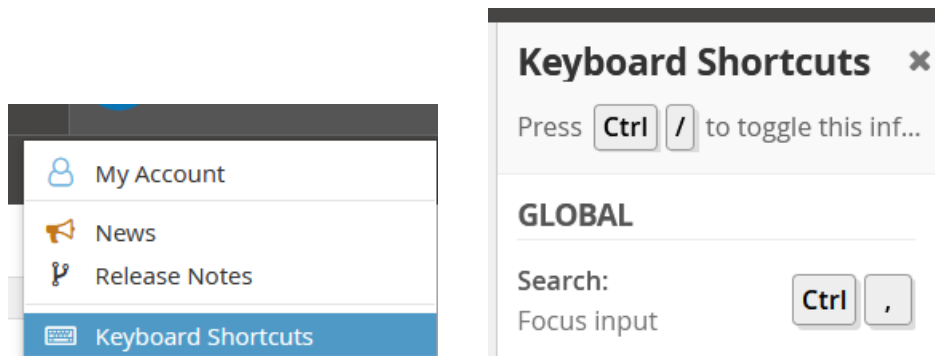 My Account
News
Release Notes
Keyboard Shortcuts
Keyboard Shortcuts ×
Press Ctrl / to toggle this inf...
GLOBAL
Search:
Focus input
Ctrl ,